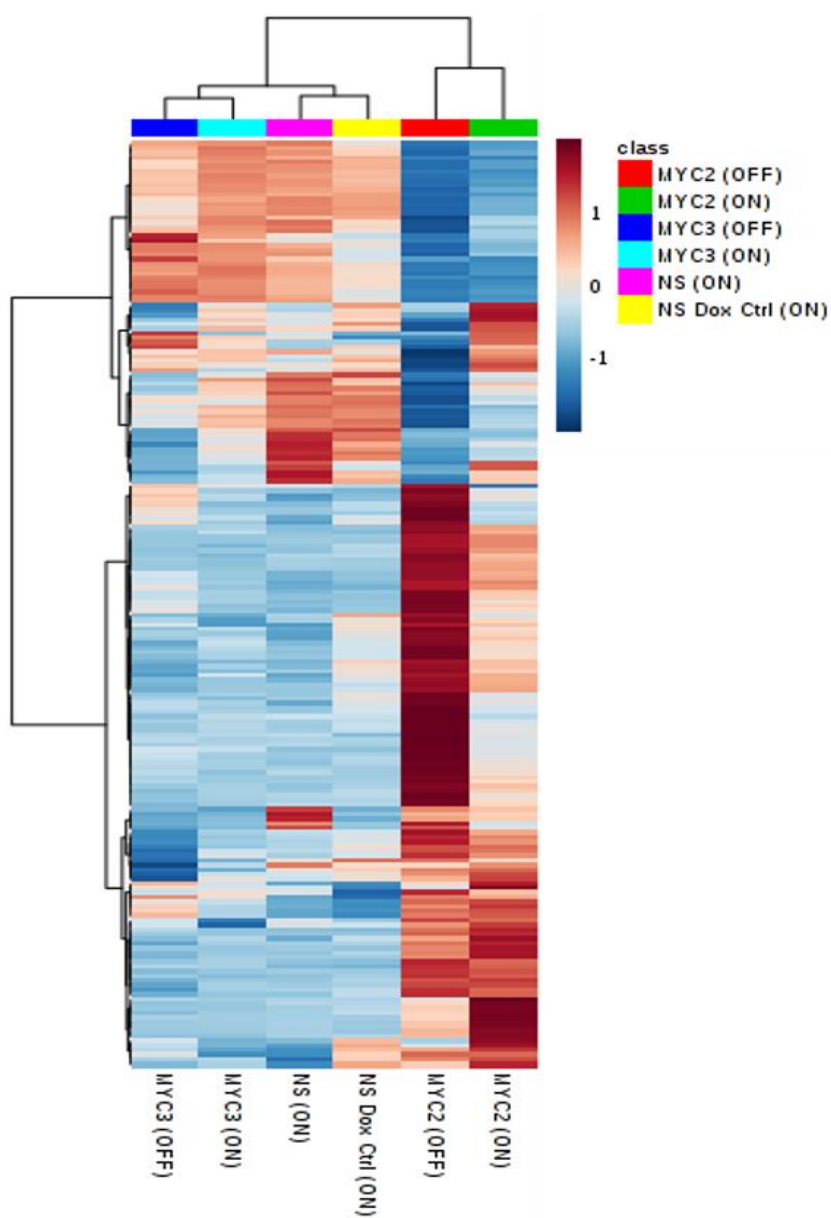 class
MYC2 (OFF)
MYC2 (ON)
MYC3 (OFF)
MYC3 (ON)
NS (ON)
NS Dox Ctrl (ON)
1
0
-1
MYC3 (OFF)
MYC3 (ON)
NS (ON)
NS Dox Ctrl (ON)
MYC2 (OFF)
MYC2 (ON)